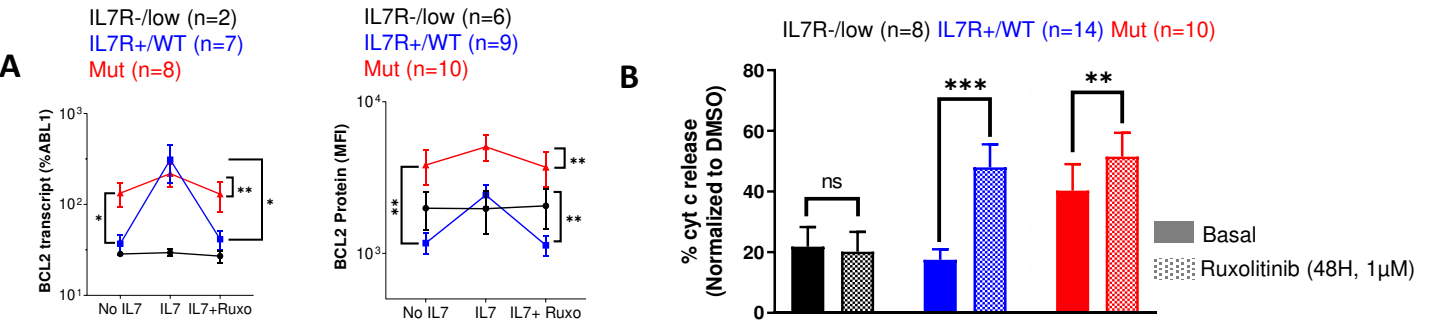 A
IL7R-/low (n=2)
IL7R+/WT (n=7)
Mut (n=8)
BCL2 transcript (%ABL1)
10³
10²
10¹
*
**
*
No IL7 IL7 IL7+Ruxo
IL7R-/low (n=6)
IL7R+/WT (n=9)
Mut (n=10)
BCL2 Protein (MFI)
10⁴
10³
**
**
**
No IL7 IL7 IL7+ Ruxo
B
IL7R-/low (n=8) IL7R+/WT (n=14) Mut (n=10)
% cyt c release
(Normalized to DMSO)
80
60
40
20
0
ns
***
**
Basal
Ruxolitinib (48H, 1µM)